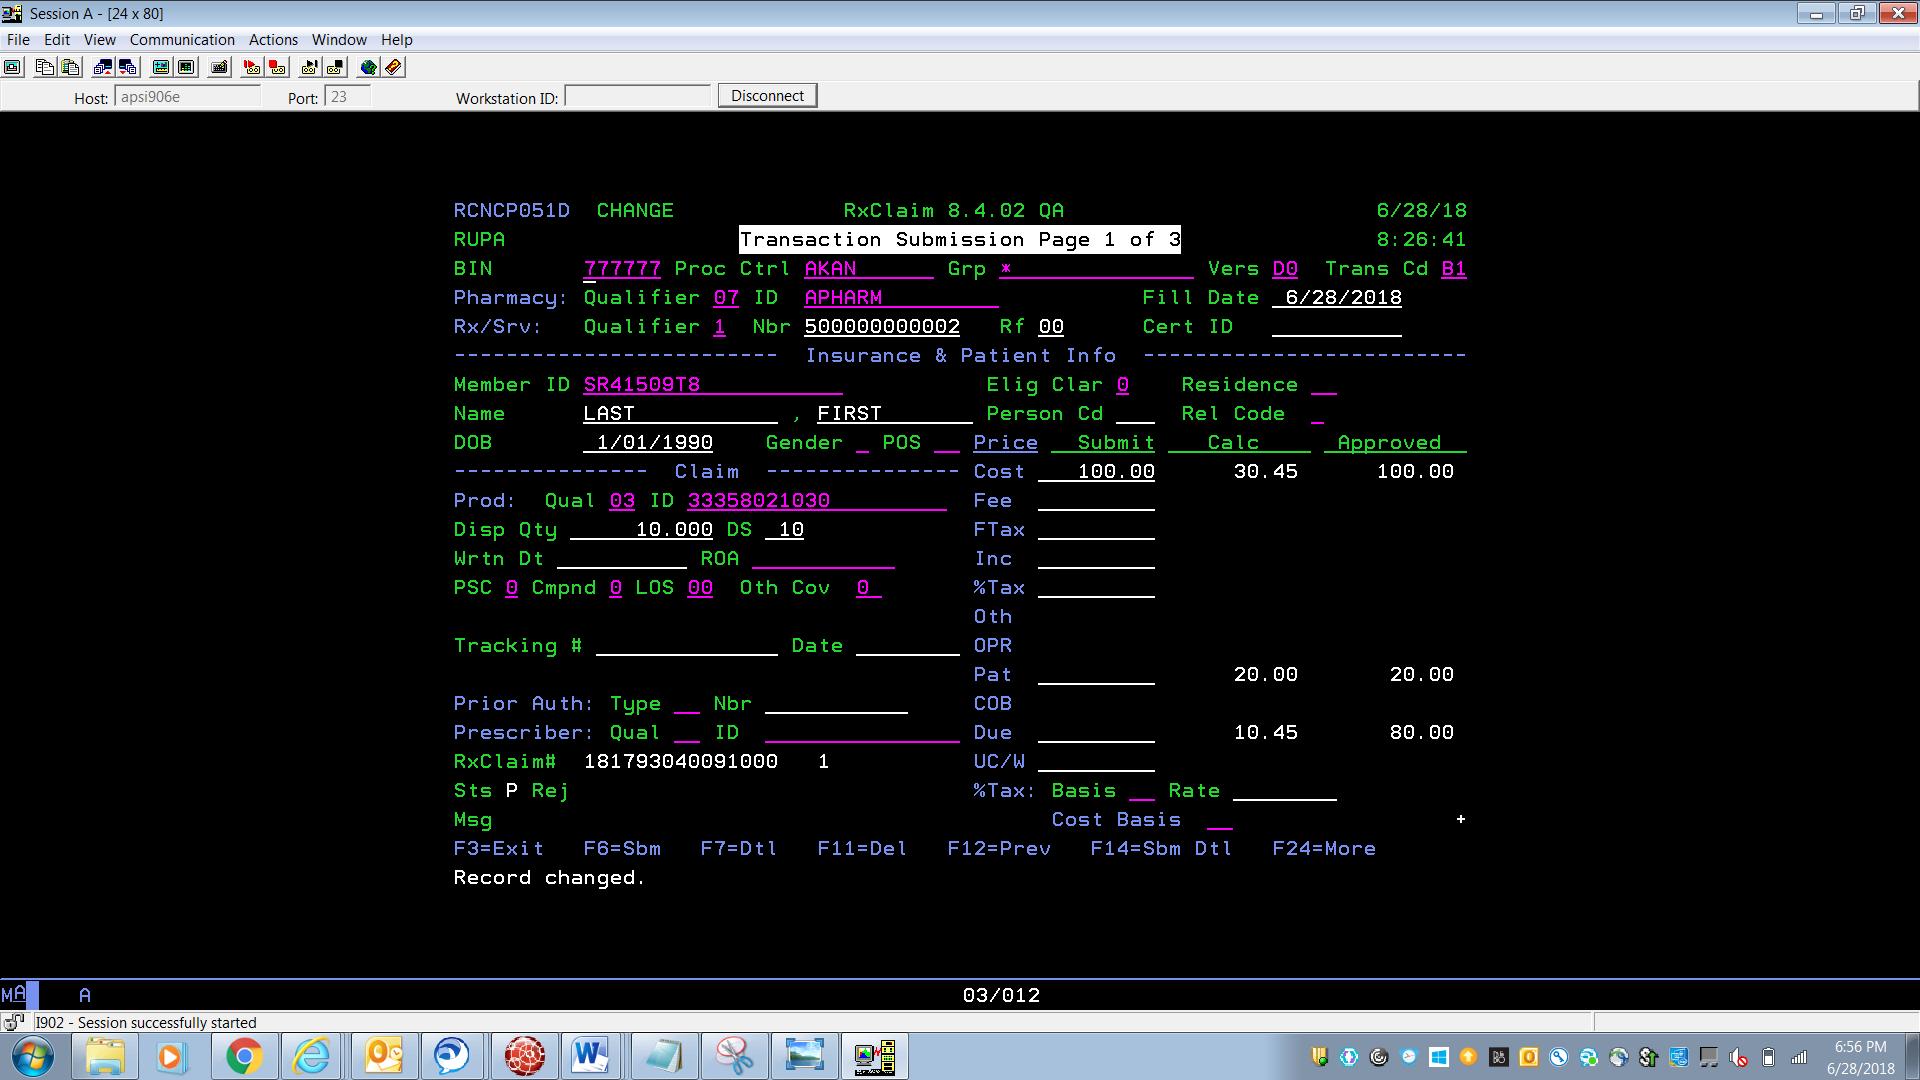 Session A - [24 x 80]
File Edit View Communication Actions Window Help
Host: apsi906e Port: 23 Workstation ID: Disconnect
RCNCP051D CHANGE RxClaim 8.4.02 QA 6/28/18
RUPA Transaction Submission Page 1 of 3 8:26:41
BIN 777777 Proc Ctrl AKAN Grp * Vers D0 Trans Cd B1
Pharmacy: Qualifier 07 ID APHARM Fill Date 6/28/2018
Rx/Srv: Qualifier 1 Nbr 500000000002 Rf 00 Cert ID
------------------------- Insurance & Patient Info -------------------------
Member ID SR41509T8 Elig Clar 0 Residence
Name LAST , FIRST Person Cd Rel Code
DOB 1/01/1990 Gender POS Price Submit Calc Approved
--------------- Claim --------------- Cost 100.00 30.45 100.00
Prod: Qual 03 ID 33358021030 Fee
Disp Qty 10.000 DS 10 FTax
Wrtn Dt ROA Inc
PSC 0 Cmpnd 0 LOS 00 Oth Cov 0 %Tax
Oth
Tracking # Date OPR
Pat 20.00 20.00
Prior Auth: Type Nbr COB
Prescriber: Qual ID Due 10.45 80.00
RxClaim# 181793040091000 1 UC/W
Sts P Rej %Tax: Basis Rate
Msg Cost Basis +
F3=Exit F6=Sbm F7=Dtl F11=Del F12=Prev F14=Sbm Dtl F24=More
Record changed.
MA A 03/012
I902 - Session successfully started
6:56 PM
6/28/2018